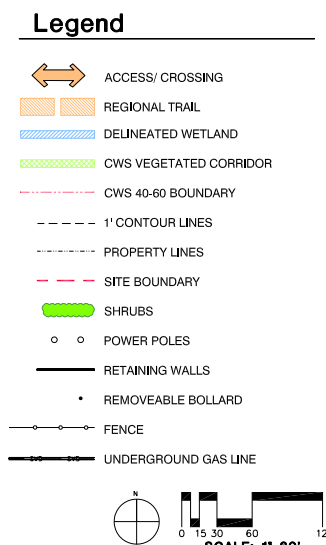 Legend
ACCESS/ CROSSING
REGIONAL TRAIL
DELINEATED WETLAND
CWS VEGETATED CORRIDOR
CWS 40-60 BOUNDARY
1' CONTOUR LINES
PROPERTY LINES
SITE BOUNDARY
SHRUBS
POWER POLES
RETAINING WALLS
REMOVEABLE BOLLARD
FENCE
UNDERGROUND GAS LINE
N
0 15 30 60 12